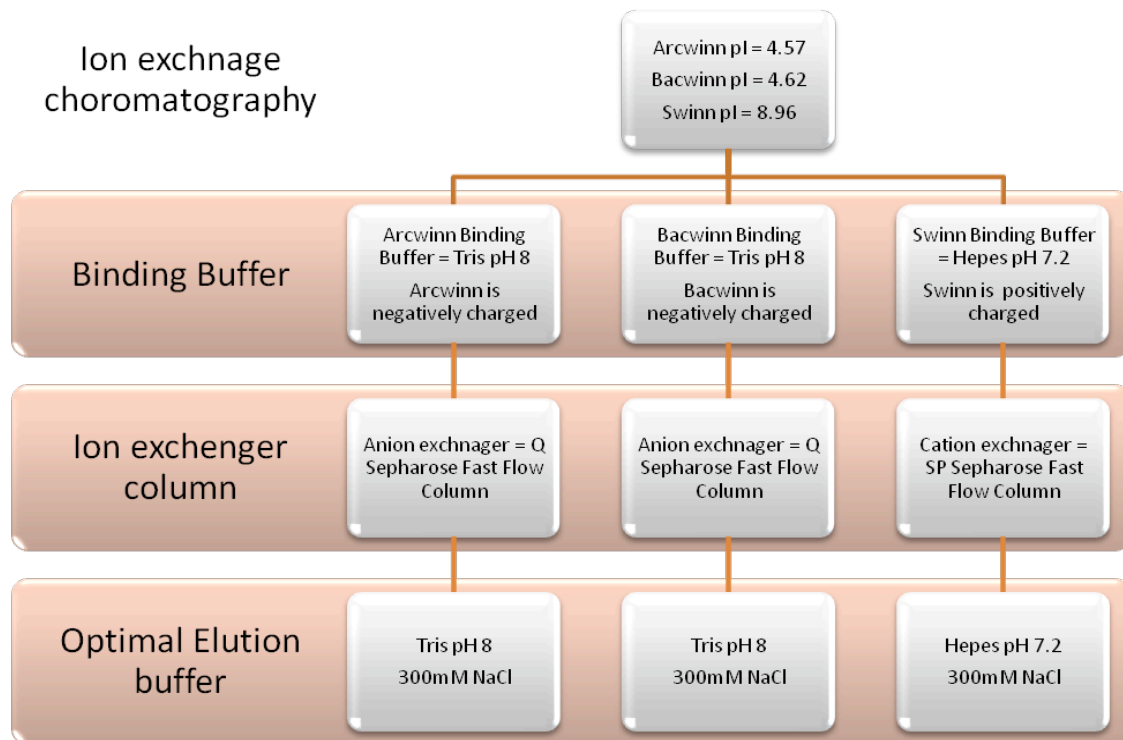 Ion exchnage
choromatography
Arcwinn pI = 4.57
Bacwinn pI = 4.62
Swinn pI = 8.96
Binding Buffer
Arcwinn Binding
Buffer = Tris pH 8
Arcwinn is
negatively charged
Bacwinn Binding
Buffer = Tris pH 8
Bacwinn is
negatively charged
Swinn Binding Buffer
= Hepes pH 7.2
Swinn is positively
charged
Ion exchenger
column
Anion exchnager = Q
Sepharose Fast Flow
Column
Anion exchnager = Q
Sepharose Fast Flow
Column
Cation exchnager =
SP Sepharose Fast
Flow Column
Optimal Elution
buffer
Tris pH 8
300mM NaCl
Tris pH 8
300mM NaCl
Hepes pH 7.2
300mM NaCl